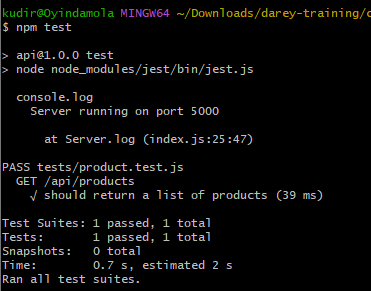 kudir@Oyindamola MINGW64 ~/Downloads/darey-training/
$ npm test
> api@1.0.0 test
> node node_modules/jest/bin/jest.js
console.log
Server running on port 5000
at Server.log (index.js:25:47)
PASS tests/product.test.js
GET /api/products
√ should return a list of products (39 ms)
Test Suites: 1 passed, 1 total
Tests: 1 passed, 1 total
Snapshots: 0 total
Time: 0.7 s, estimated 2 s
Ran all test suites.